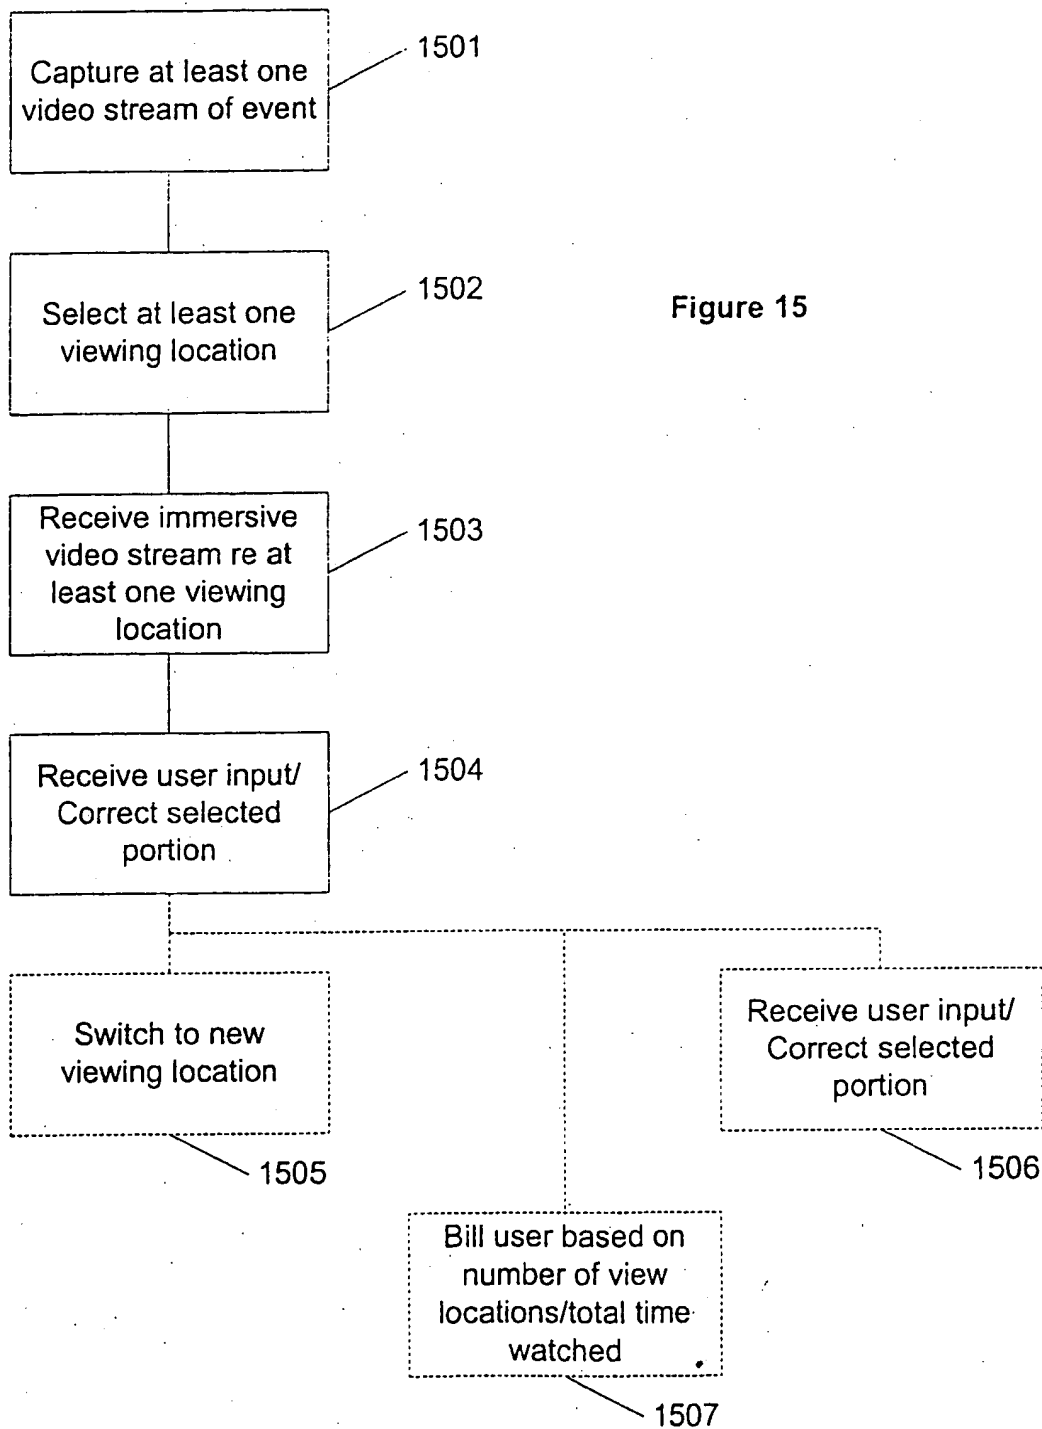 1501
Capture at least one
video stream of event
1502
Select at least one
viewing location
Figure 15
1503
Receive immersive
video stream re at
least one viewing
location
1504
Receive user input/
Correct selected
portion
Switch to new
viewing location
1505
Receive user input/
Correct selected
portion
1506
Bill user based on
number of view
locations/total time
watched
1507